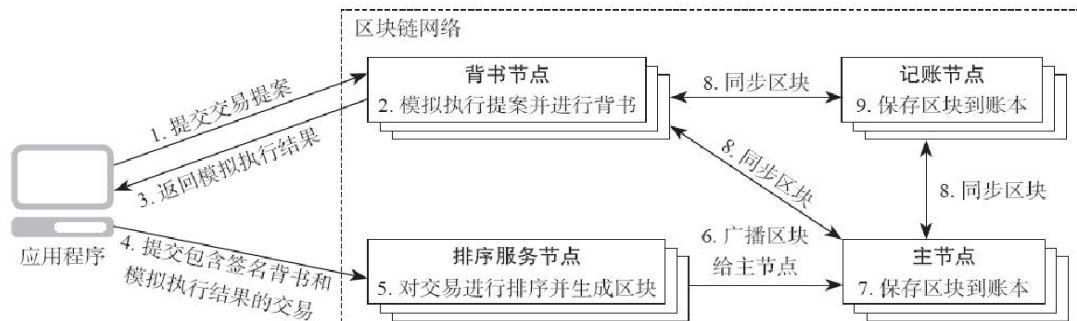 区块链网络
背书节点
2. 模拟执行提案并进行背书
8. 同步区块
记账节点
9. 保存区块到账本
1. 提交交易提案
3. 返回模拟执行结果
8. 同步区块
8. 同步区块
应用程序
4. 提交包含签名背书和
模拟执行结果的交易
排序服务节点
5. 对交易进行排序并生成区块
6. 广播区块
给主节点
主节点
7. 保存区块到账本